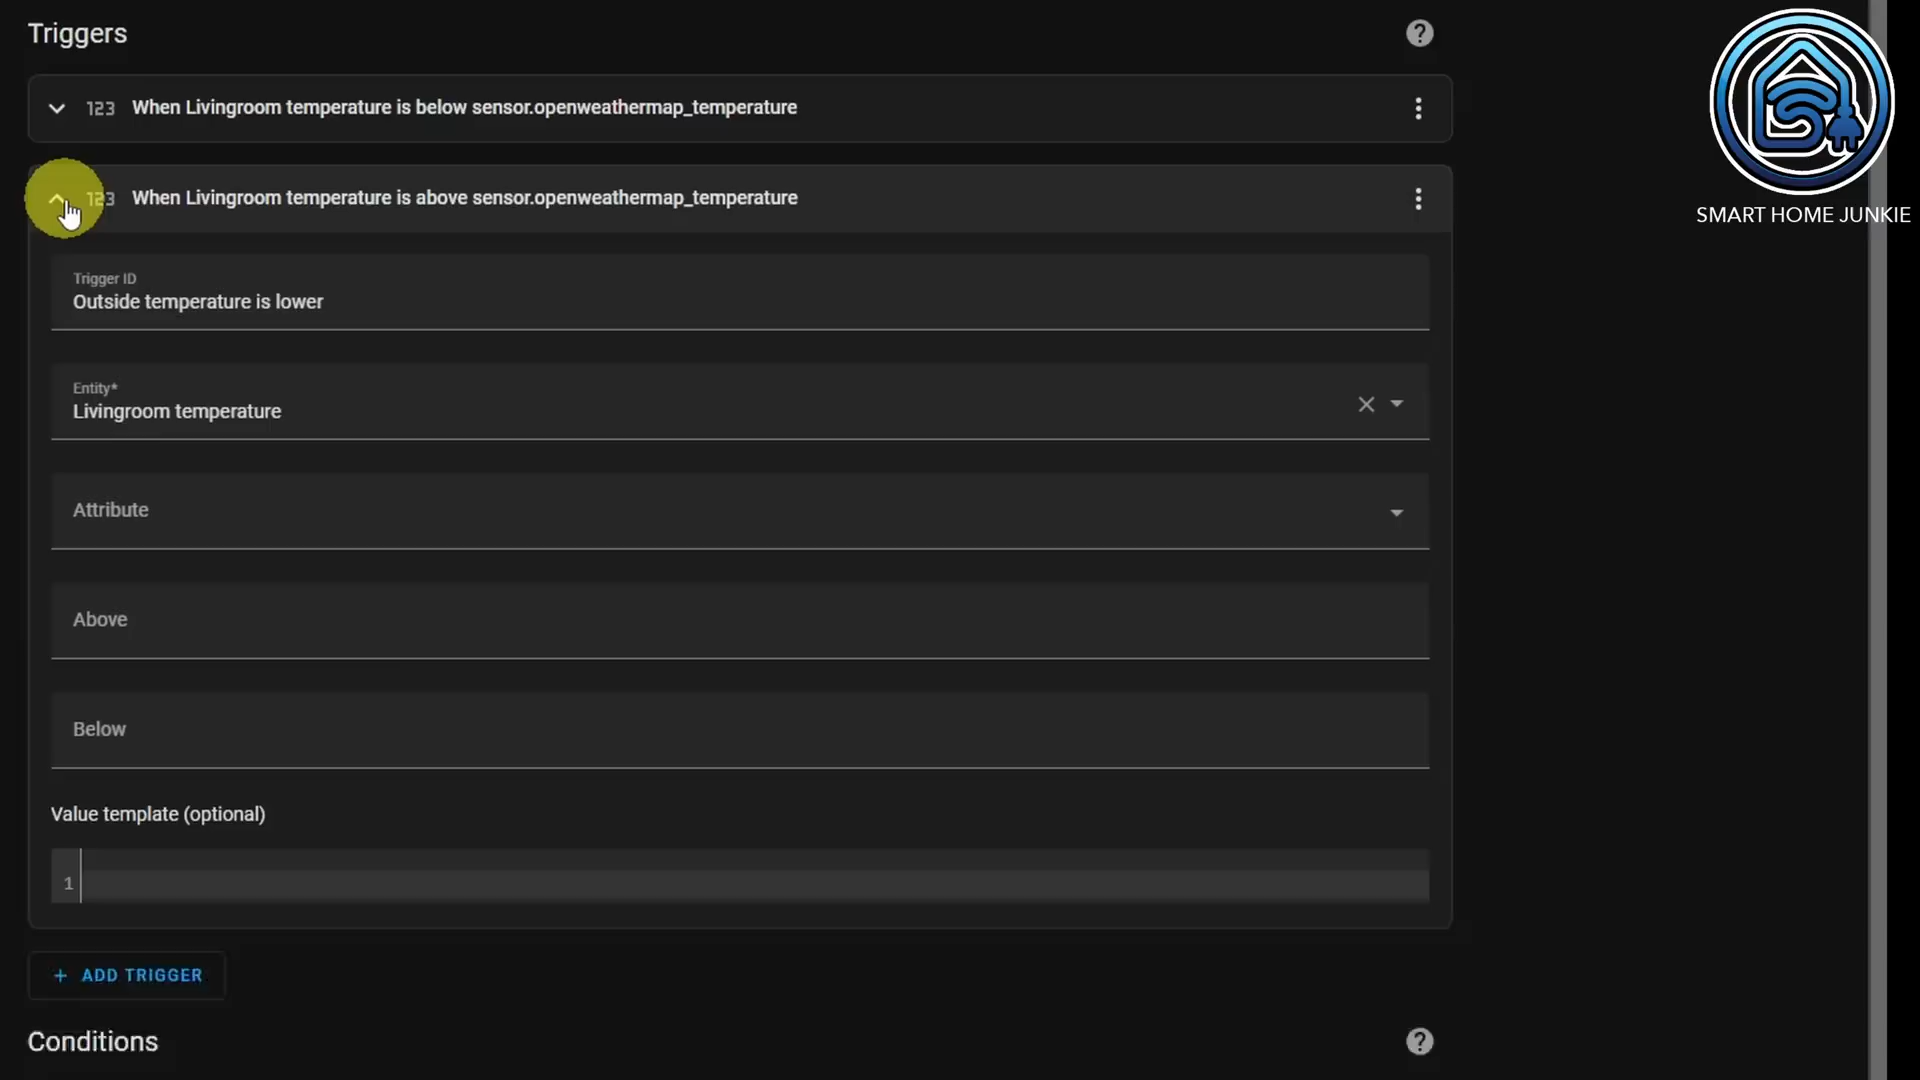 Triggers
123 When Livingroom temperature is below sensor.openweathermap_temperature
123 When Livingroom temperature is above sensor.openweathermap_temperature
Trigger ID
Outside temperature is lower
Entity*
Livingroom temperature
Attribute
Above
Below
Value template (optional)
1
+ ADD TRIGGER
Conditions
SMART HOME JUNKIE